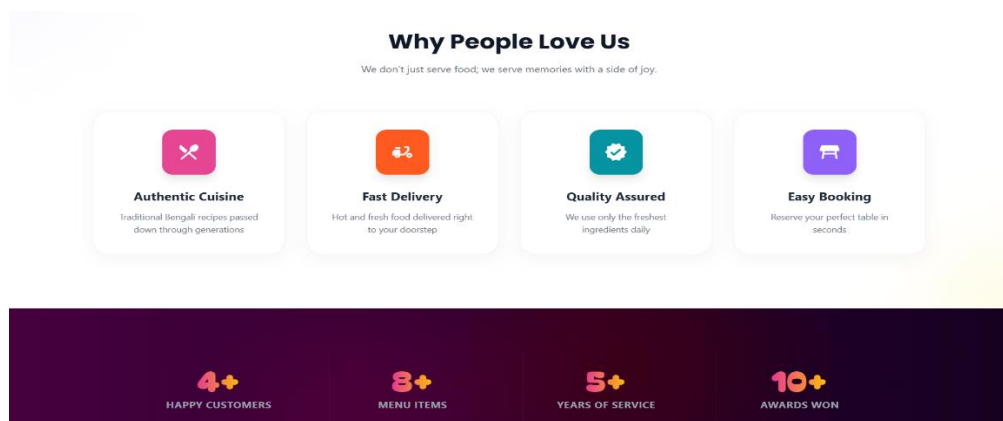 Why People Love Us
We don't just serve food; we serve memories with a side of joy.
Authentic Cuisine
Traditional Bengali recipes passed
down through generations
Fast Delivery
Hot and fresh food delivered right
to your doorstep
Quality Assured
We use only the freshest
ingredients daily
Easy Booking
Reserve your perfect table in
seconds
4+
HAPPY CUSTOMERS
8+
MENU ITEMS
5+
YEARS OF SERVICE
10+
AWARDS WON